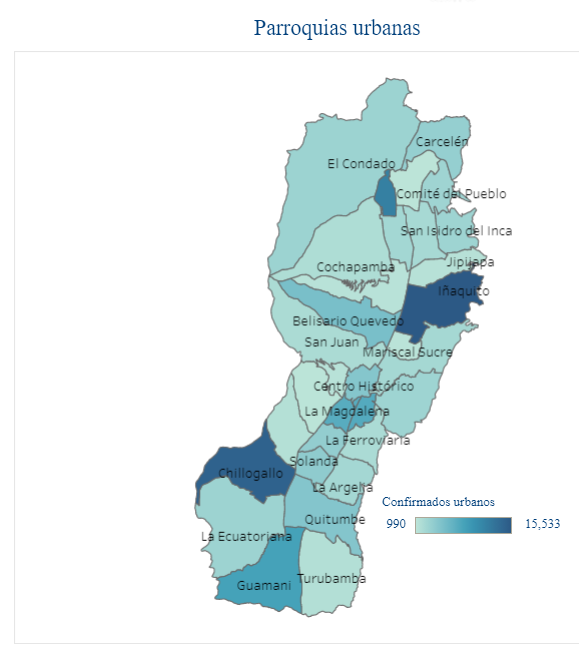 Parroquias urbanas
Carcelén
El Condado
Comité del Pueblo
San Isidro del Inca
Jipijapa
Cochapamba
Iñaquito
Belisario Quevedo
San Juan
Mariscal Sucre
Centro Histórico
La Magdalena
La Ferroviaria
Solanda
Chillogallo
La Argelia
Confirmados urbanos
990
15,533
Quitumbe
La Ecuatoriana
Turubamba
Guamani